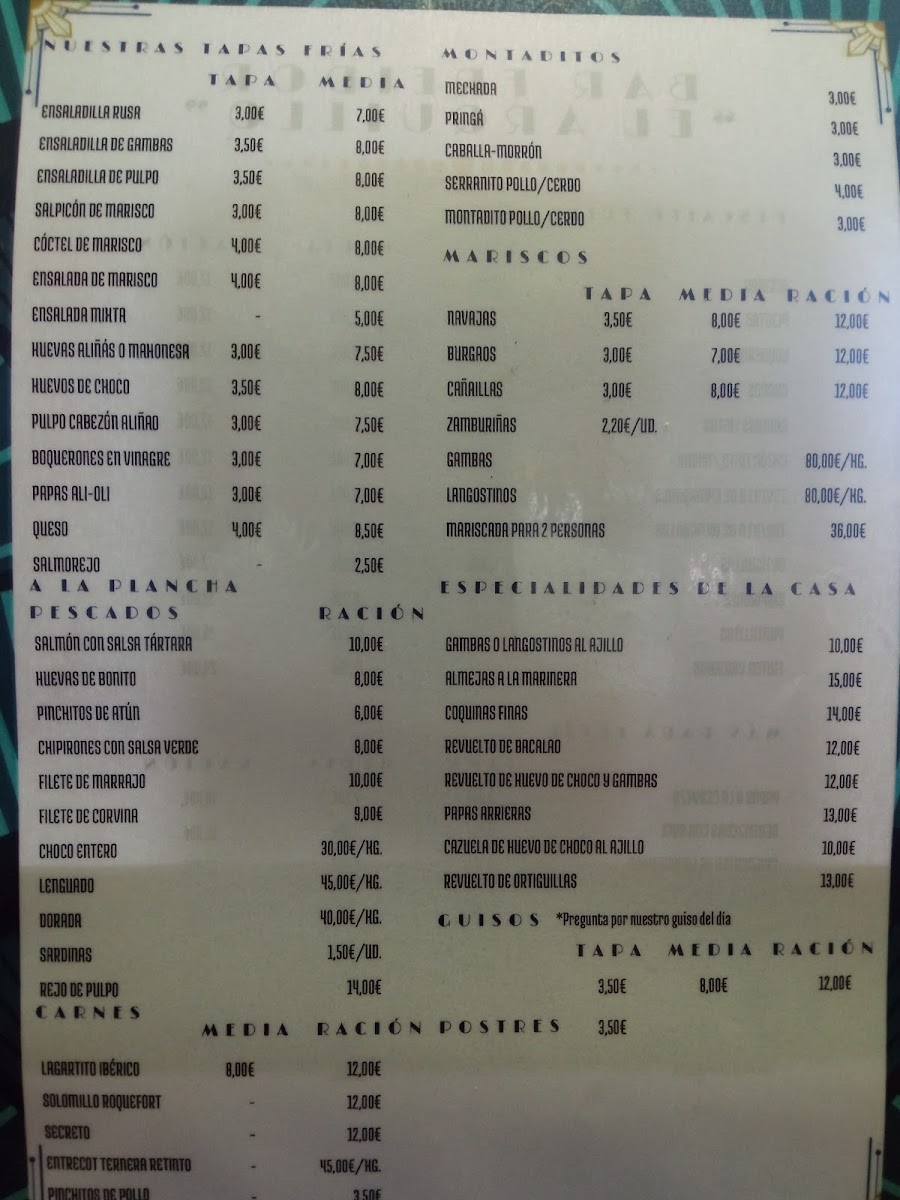 NUESTRAS TAPAS FRÍAS
TAPA MEDIA
ENSALADILLA RUSA 3,00€ 7,00€
ENSALADILLA DE GAMBAS 3,50€ 8,00€
ENSALADILLA DE PULPO 3,50€ 8,00€
SALPICÓN DE MARISCO 3,00€ 8,00€
CÓCTEL DE MARISCO 4,00€ 8,00€
ENSALADA DE MARISCO 4,00€ 8,00€
ENSALADA MIXTA - 5,00€
HUEVAS ALIÑÁS O MAHONESA 3,00€ 7,50€
HUEVOS DE CHOCO 3,50€ 8,00€
PULPO CABEZÓN ALIÑAO 3,00€ 7,50€
BOQUERONES EN VINAGRE 3,00€ 7,00€
PAPAS ALI-OLI 3,00€ 7,00€
QUESO 4,00€ 8,50€
SALMOREJO - 2,50€
A LA PLANCHA
PESCADOS RACIÓN
SALMÓN CON SALSA TÁRTARA 10,00€
HUEVAS DE BONITO 8,00€
PINCHITOS DE ATÚN 6,00€
CHIPIRONES CON SALSA VERDE 8,00€
FILETE DE MARRAJO 10,00€
FILETE DE CORVINA 9,00€
CHOCO ENTERO 30,00€/KG.
LENGUADO 45,00€/KG.
DORADA 40,00€/KG.
SARDINAS 1,50€/UD.
REJO DE PULPO 14,00€
CARNES
MEDIA RACIÓN
LAGARTITO IBÉRICO 8,00€ 12,00€
SOLOMILLO ROQUEFORT - 12,00€
SECRETO - 12,00€
ENTRECOT TERNERA RETINTO - 45,00€/KG.
PINCHITOS DE POLLO - 3,50€
MONTADITOS
MECHADA 3,00€
PRINGÁ 3,00€
CABALLA-MORRÓN 3,00€
SERRANITO POLLO/CERDO 4,00€
MONTADITO POLLO/CERDO 3,00€
MARISCOS
TAPA MEDIA RACIÓN
NAVAJAS 3,50€ 8,00€ 12,00€
BURGAOS 3,00€ 7,00€ 12,00€
CAÑAILLAS 3,00€ 8,00€ 12,00€
ZAMBURIÑAS 2,20€/UD.
GAMBAS 80,00€/KG.
LANGOSTINOS 80,00€/KG.
MARISCADA PARA 2 PERSONAS 36,00€
ESPECIALIDADES DE LA CASA
GAMBAS O LANGOSTINOS AL AJILLO 10,00€
ALMEJAS A LA MARINERA 15,00€
COQUINAS FINAS 14,00€
REVUELTO DE BACALAO 12,00€
REVUELTO DE HUEVO DE CHOCO Y GAMBAS 12,00€
PAPAS ARRIERAS 13,00€
CAZUELA DE HUEVO DE CHOCO AL AJILLO 10,00€
REVUELTO DE ORTIGUILLAS 13,00€
GUISOS *Pregunta por nuestro guiso del día
TAPA MEDIA RACIÓN
3,50€ 8,00€ 12,00€
POSTRES 3,50€